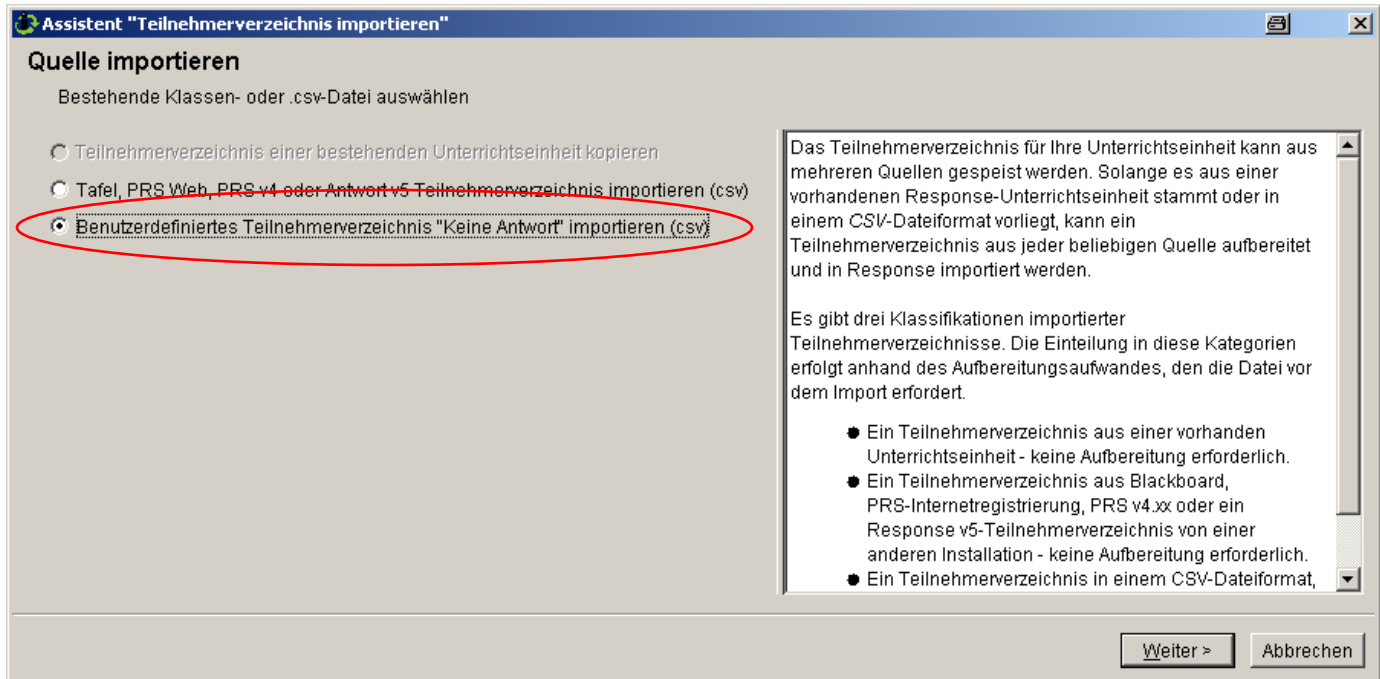 Assistent "Teilnehmerverzeichnis importieren"
Quelle importieren
Bestehende Klassen- oder .csv-Datei auswählen
Teilnehmerverzeichnis einer bestehenden Unterrichtseinheit kopieren
Tafel, PRS Web, PRS v4 oder Antwort v5 Teilnehmerverzeichnis importieren (csv)
Benutzerdefiniertes Teilnehmerverzeichnis "Keine Antwort" importieren (csv)
Das Teilnehmerverzeichnis für Ihre Unterrichtseinheit kann aus
mehreren Quellen gespeist werden. Solange es aus einer
vorhandenen Response-Unterrichtseinheit stammt oder in
einem CSV-Dateiformat vorliegt, kann ein
Teilnehmerverzeichnis aus jeder beliebigen Quelle aufbereitet
und in Response importiert werden.
Es gibt drei Klassifikationen importierter
Teilnehmerverzeichnisse. Die Einteilung in diese Kategorien
erfolgt anhand des Aufbereitungsaufwandes, den die Datei vor
dem Import erfordert.
Ein Teilnehmerverzeichnis aus einer vorhanden
Unterrichtseinheit - keine Aufbereitung erforderlich.
Ein Teilnehmerverzeichnis aus Blackboard,
PRS-Internetregistrierung, PRS v4.xx oder ein
Response v5-Teilnehmerverzeichnis von einer
anderen Installation - keine Aufbereitung erforderlich.
Ein Teilnehmerverzeichnis in einem CSV-Dateiformat,
Weiter >
Abbrechen